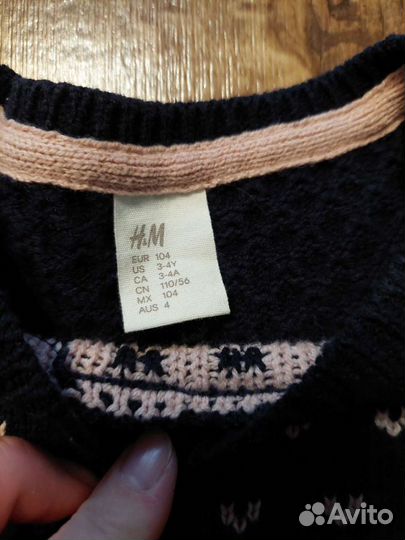 H&M
EUR 104
US 3-4Y
CA 3-4A
CN 110/56
MX 104
AUS 4
Avito